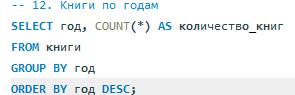 -- 12. Книги по годам
SELECT год, COUNT(*) AS количество_книг
FROM книги
GROUP BY год
ORDER BY год DESC;